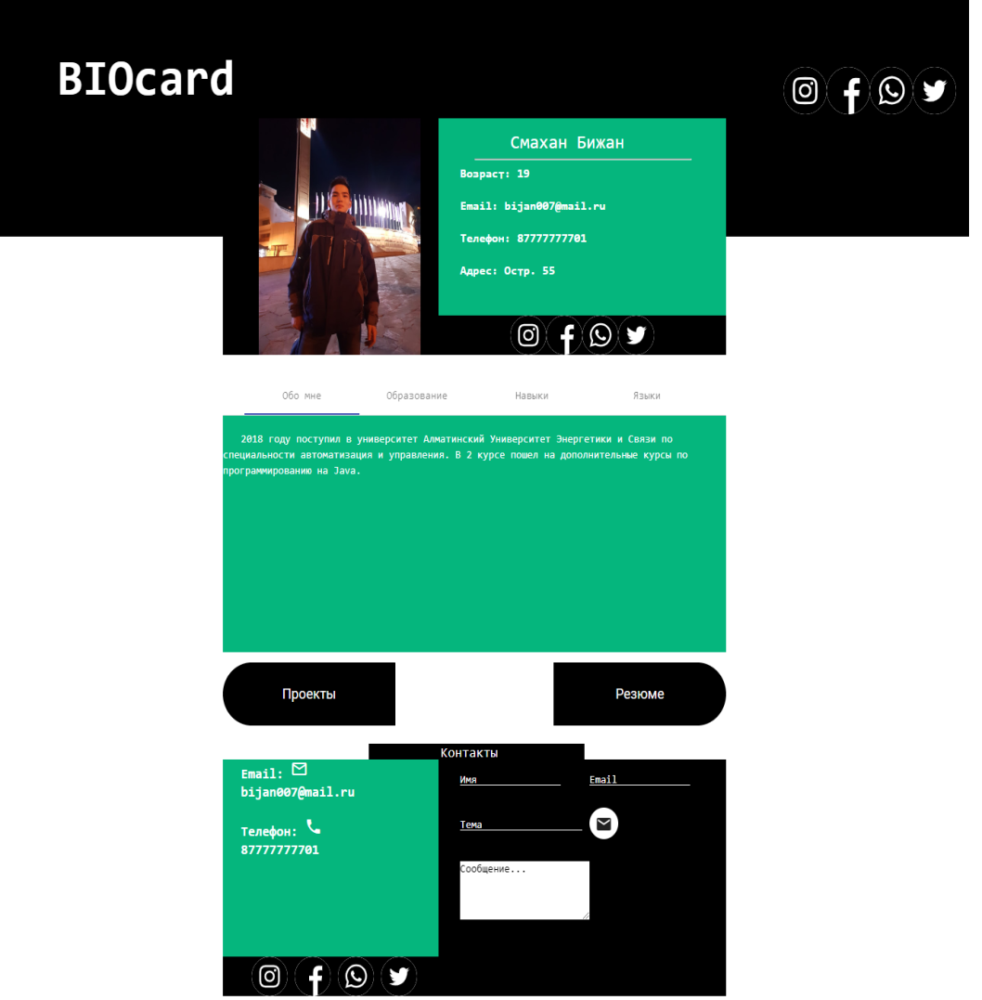 BIOcard
Смахан Бижан
Возраст: 19
Email: bijan007@mail.ru
Телефон: 87777777701
Адрес: Остр. 55
Обо мне
Образование
Навыки
Языки
2018 году поступил в университет Алматинский Университет Энергетики и Связи по
специальности автоматизация и управления. В 2 курсе пошел на дополнительные курсы по
программированию на Java.
Проекты
Резюме
Контакты
Email:
bijan007@mail.ru
Телефон:
87777777701
Имя
Email
Тема
Сообщение...